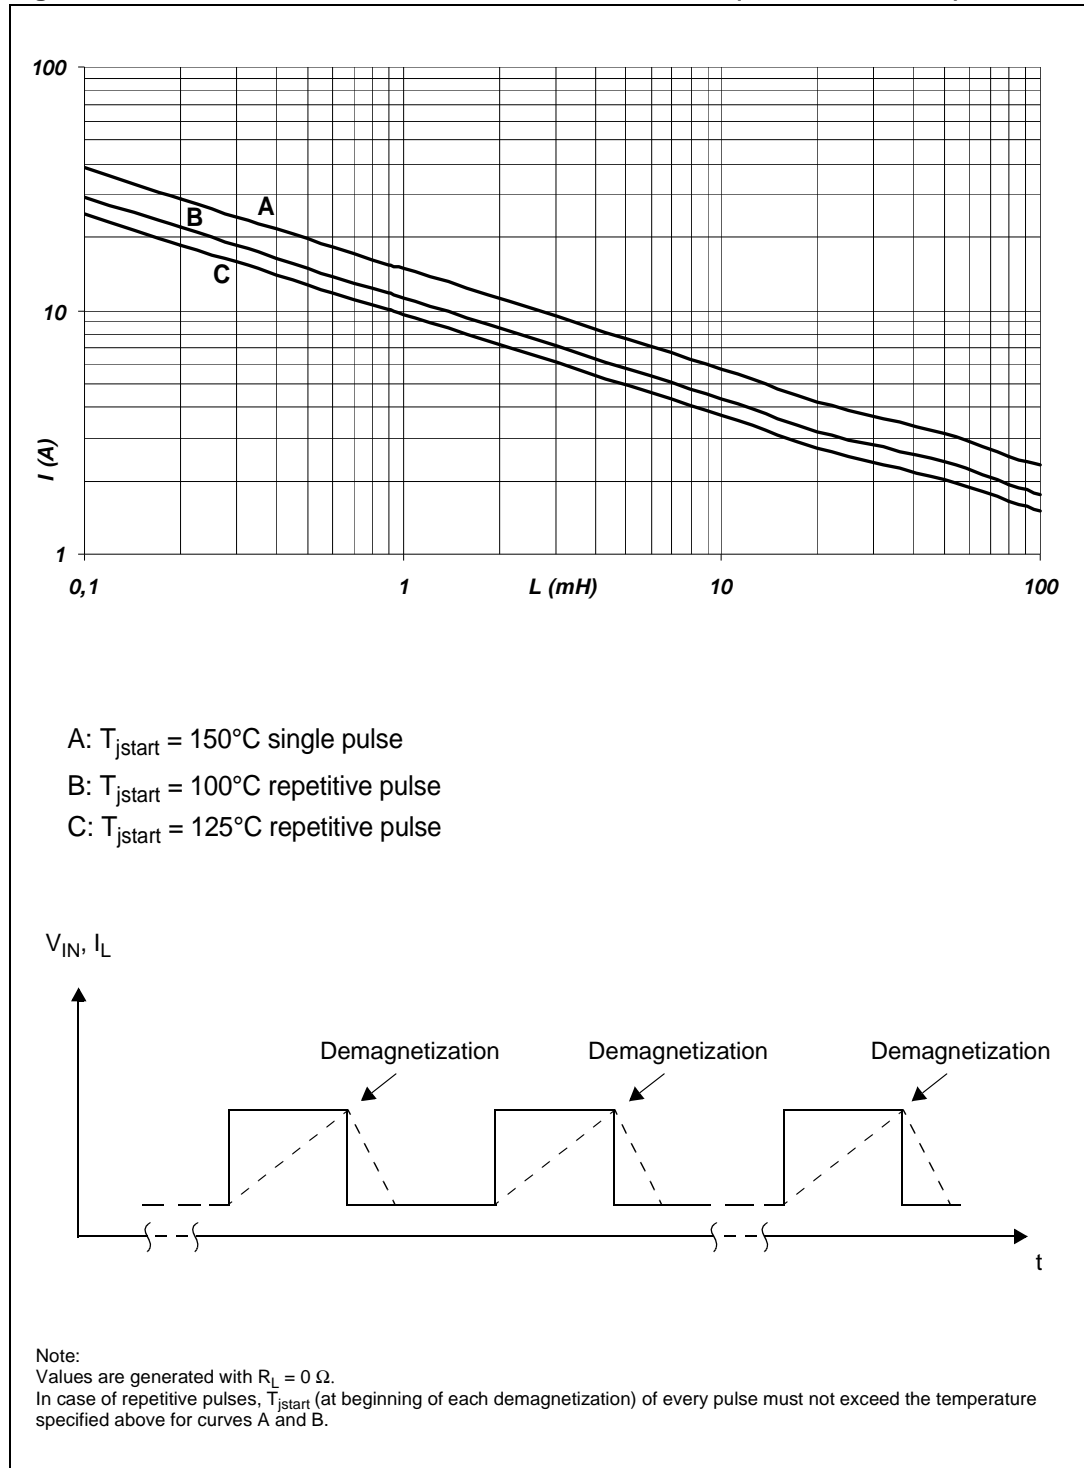 100
A
B
C
10
I (A)
1
0,1 1 L (mH) 10 100
A: Tjstart = 150°C single pulse
B: Tjstart = 100°C repetitive pulse
C: Tjstart = 125°C repetitive pulse
VIN, IL
Demagnetization Demagnetization Demagnetization
t
Note:
Values are generated with RL = 0 Ω.
In case of repetitive pulses, Tjstart (at beginning of each demagnetization) of every pulse must not exceed the temperature
specified above for curves A and B.